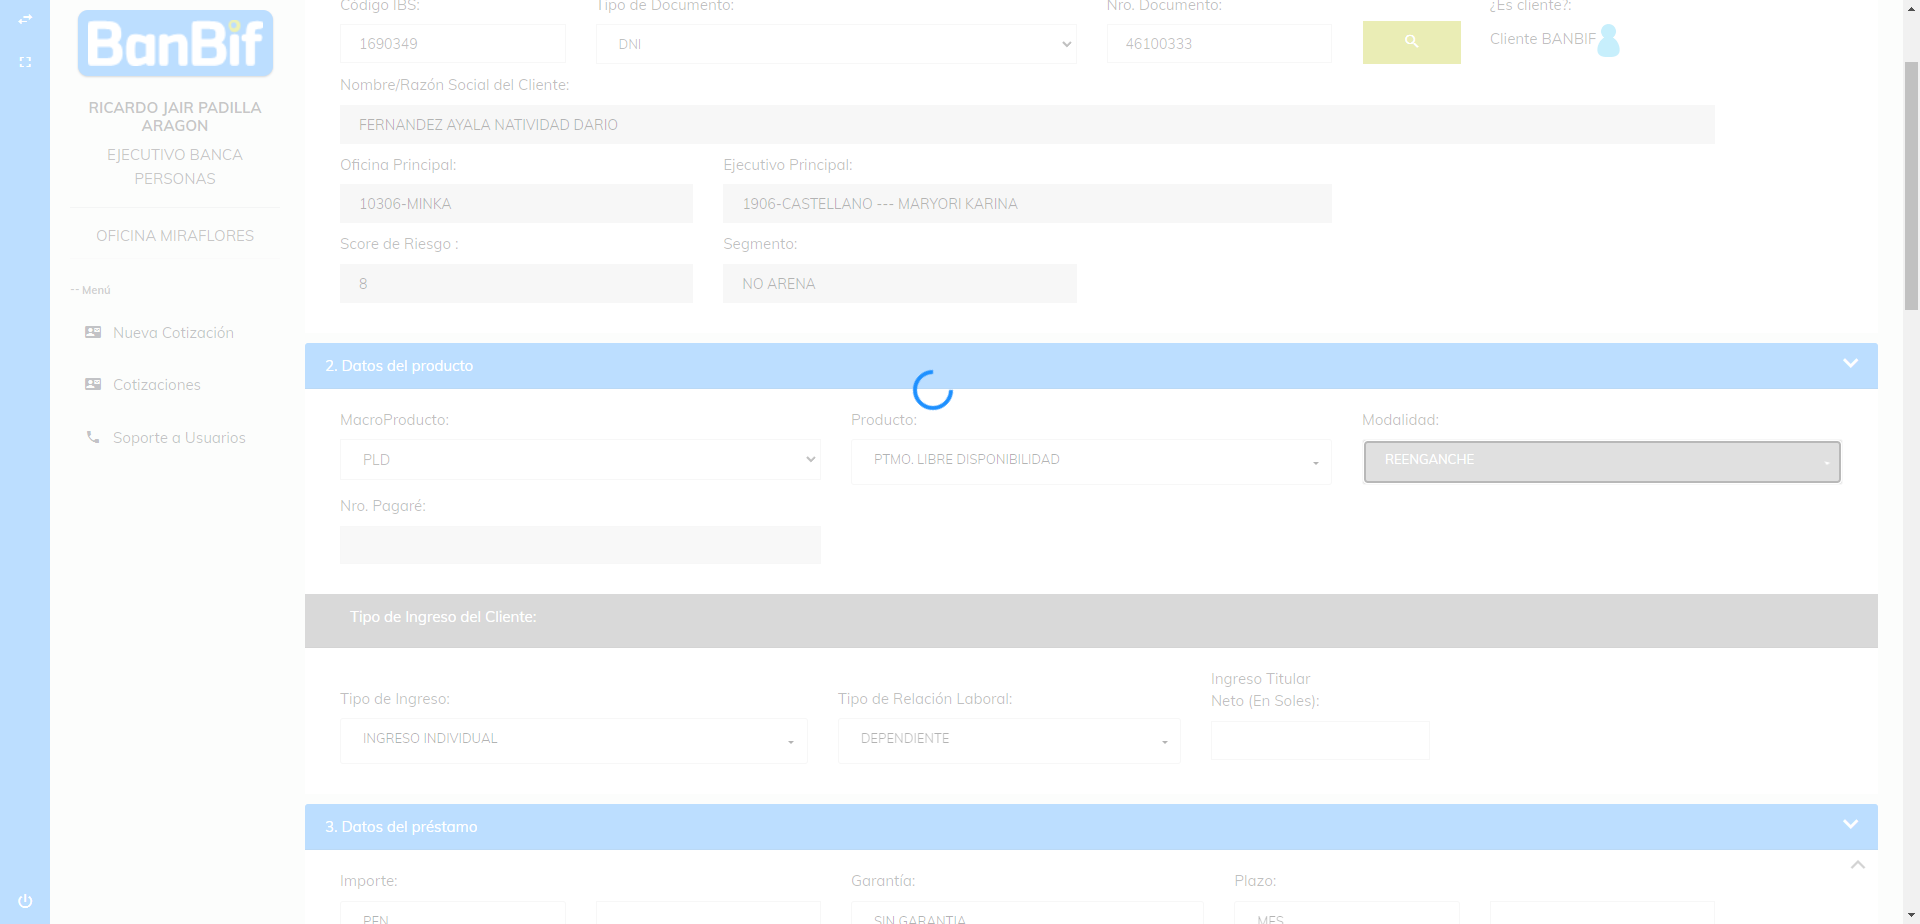 Código IBS:
Tipo de Documento:
Nro. Documento:
¿Es cliente?:
1690349
DNI
46100333
Cliente BANBIF
BanBif
RICARDO JAIR PADILLA
ARAGON
EJECUTIVO BANCA
PERSONAS
OFICINA MIRAFLORES
-- Menú
Nueva Cotización
Cotizaciones
Soporte a Usuarios
Nombre/Razón Social del Cliente:
FERNANDEZ AYALA NATIVIDAD DARIO
Oficina Principal:
Ejecutivo Principal:
10306-MINKA
1906-CASTELLANO --- MARYORI KARINA
Score de Riesgo :
Segmento:
8
NO ARENA
2. Datos del producto
MacroProducto:
Producto:
Modalidad:
PLD
PTMO. LIBRE DISPONIBILIDAD
REENGANCHE
Nro. Pagaré:
Tipo de Ingreso del Cliente:
Tipo de Ingreso:
Tipo de Relación Laboral:
Ingreso Titular
Neto (En Soles):
INGRESO INDIVIDUAL
DEPENDIENTE
3. Datos del préstamo
Importe:
Garantía:
Plazo:
PEN
SIN GARANTIA
MES